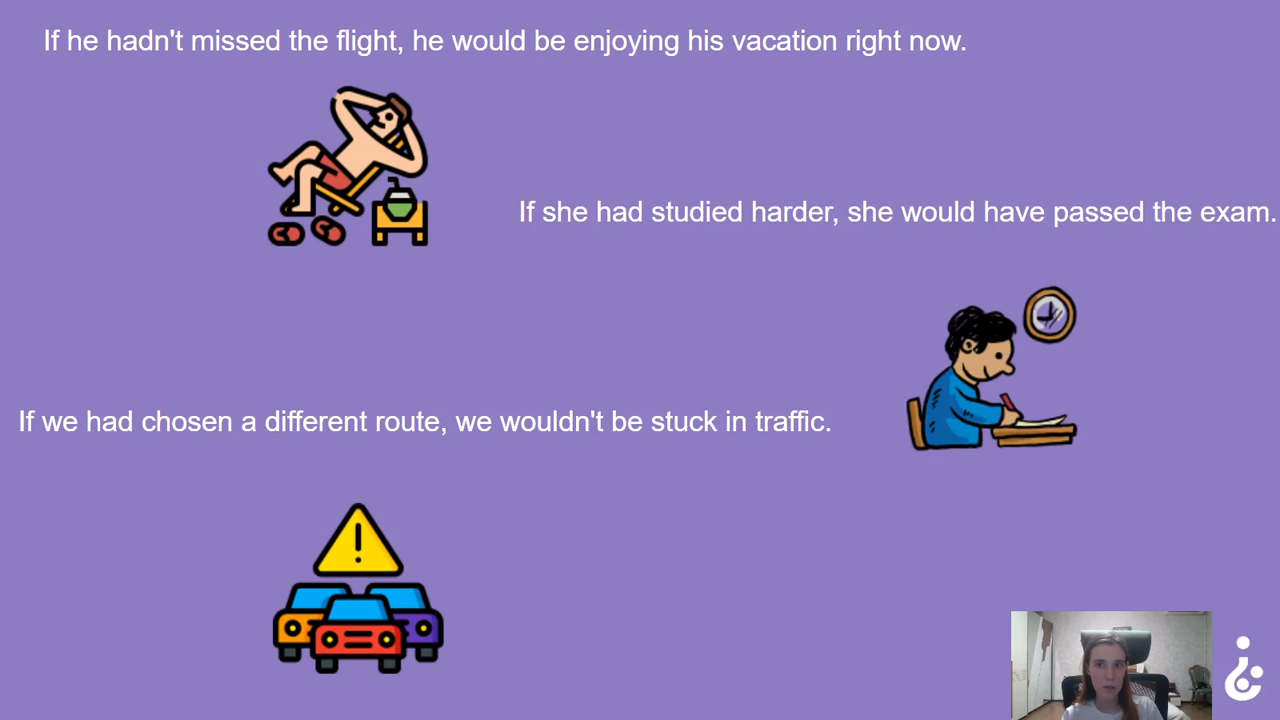 If he hadn't missed the flight, he would be enjoying his vacation right now.
If she had studied harder, she would have passed the exam.
If we had chosen a different route, we wouldn't be stuck in traffic.